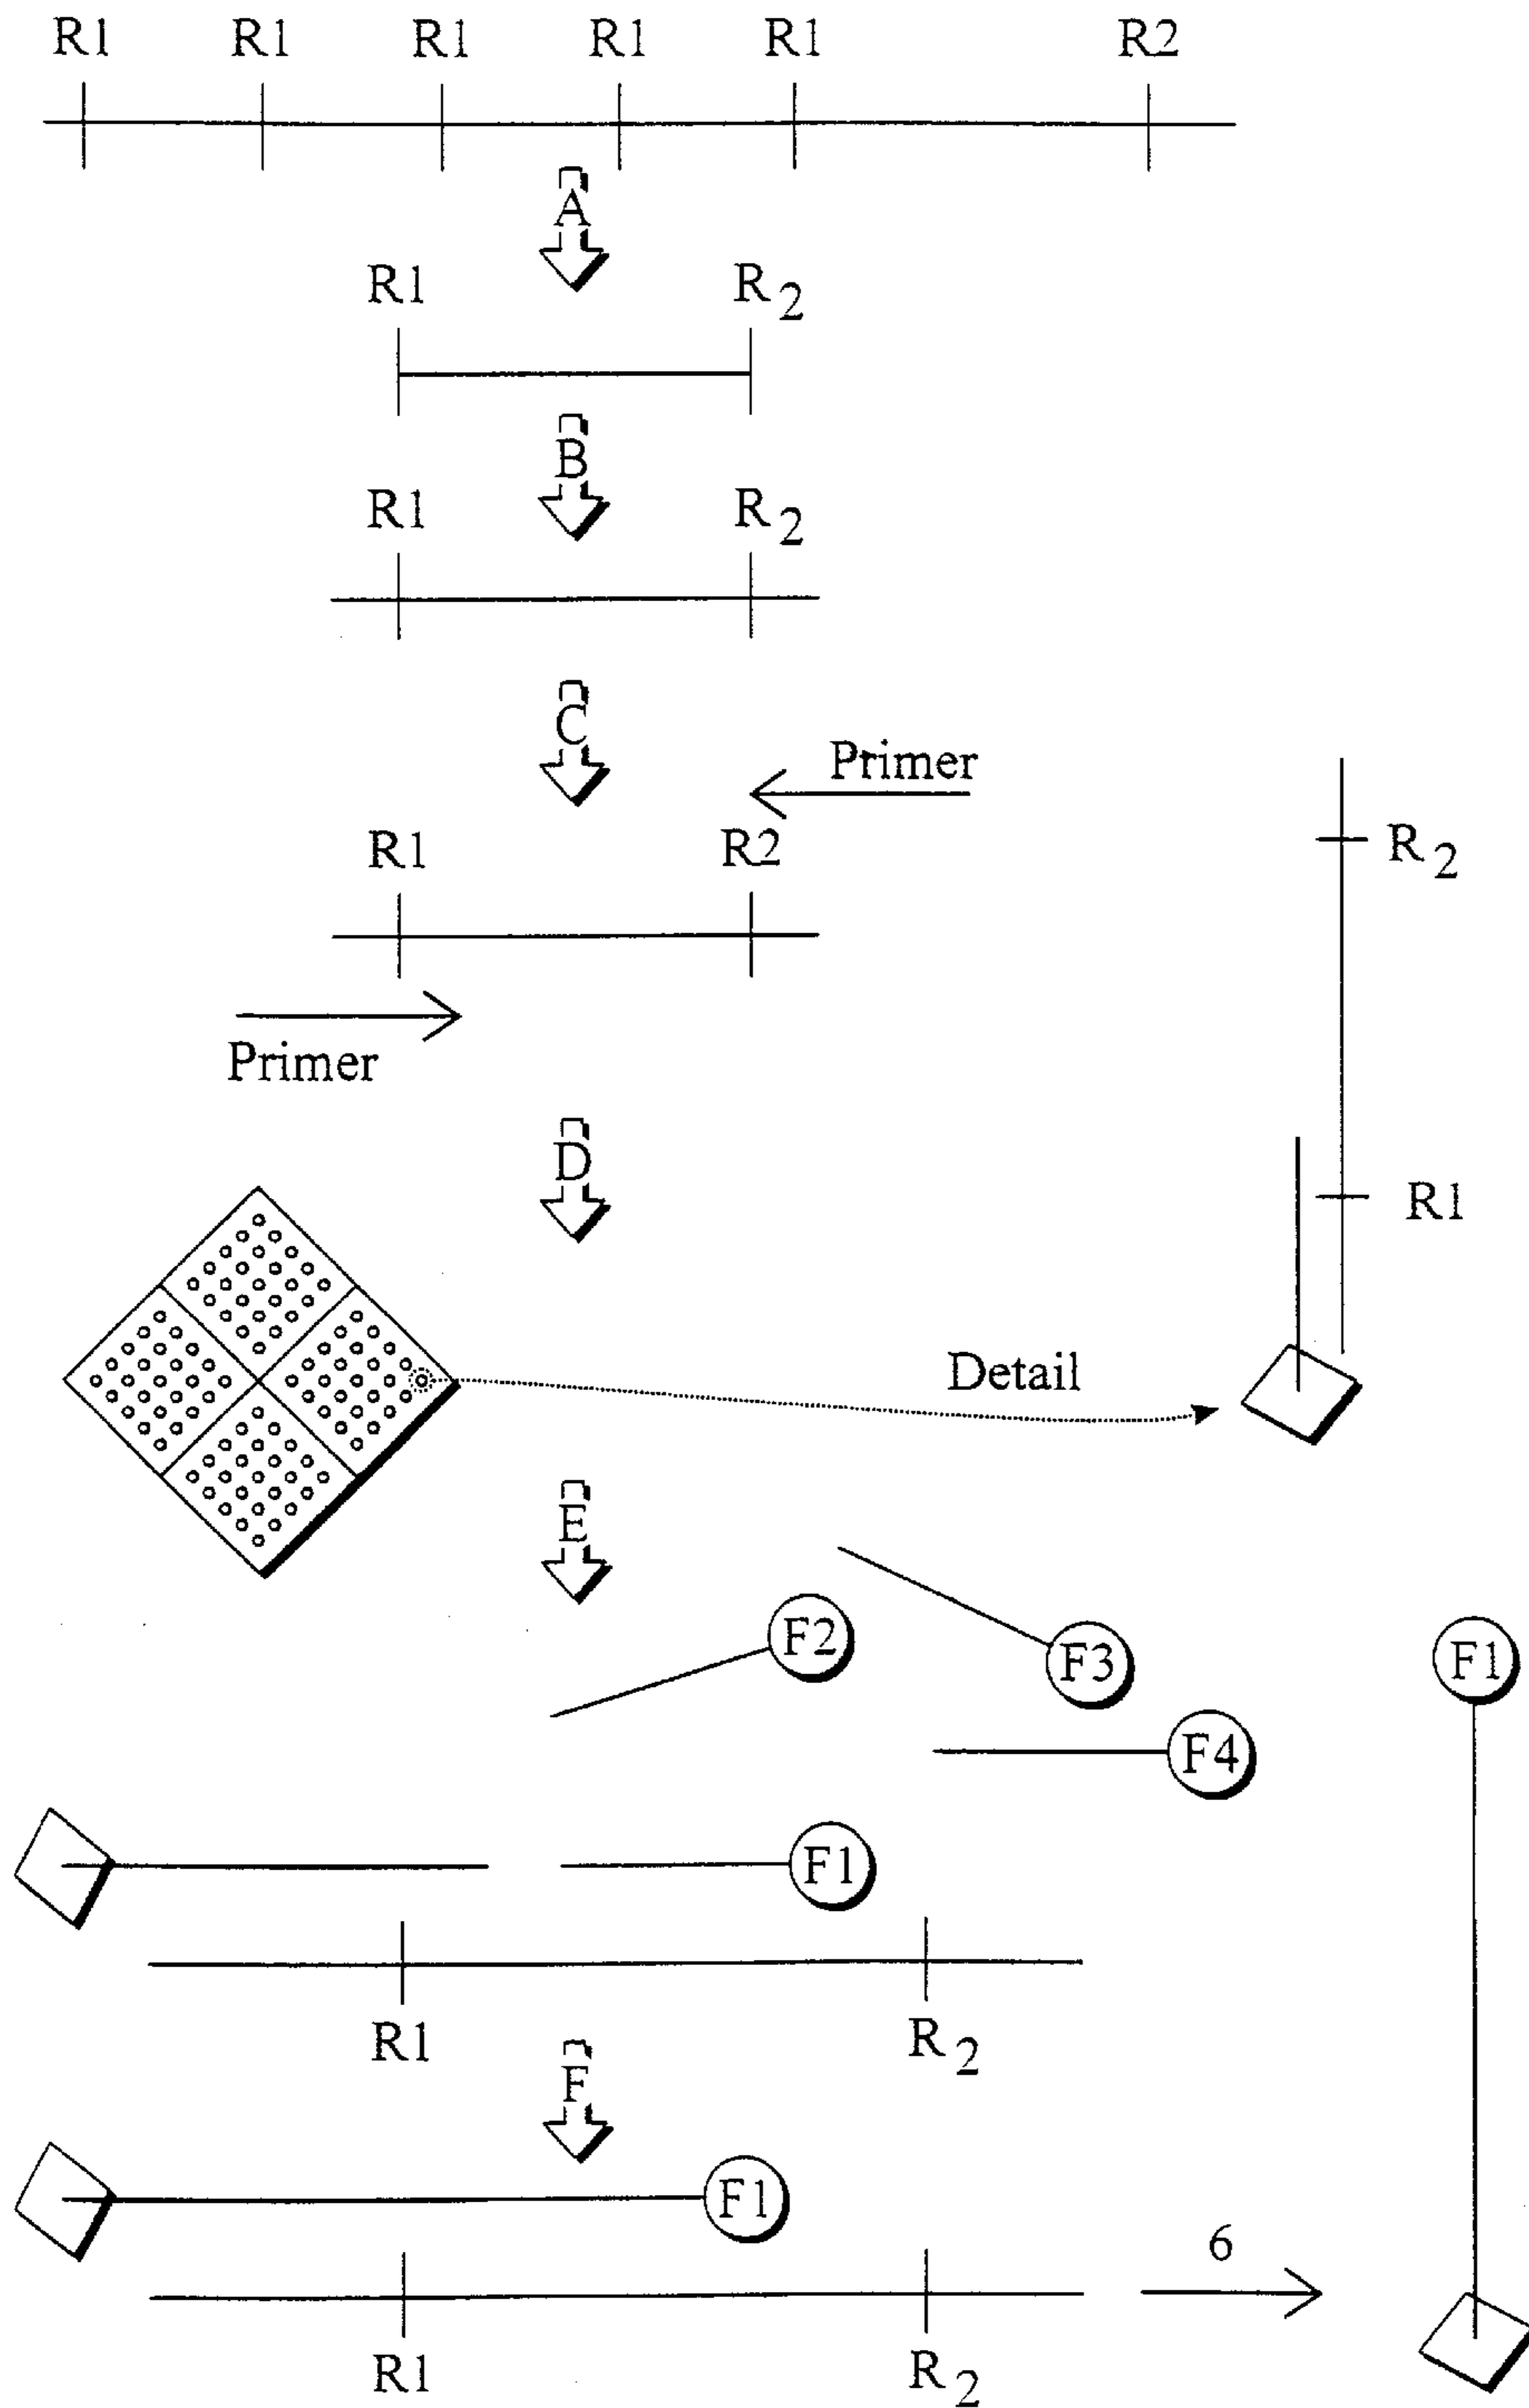 R1 R1 R1 R1 R1 R2
A
R1 R2
B
R1 R2
C
Primer
R1 R2
R2
Primer
D
R1
Detail
E
F2
F3
F1
F4
F1
R1 R2
F
F1
6
R1 R2